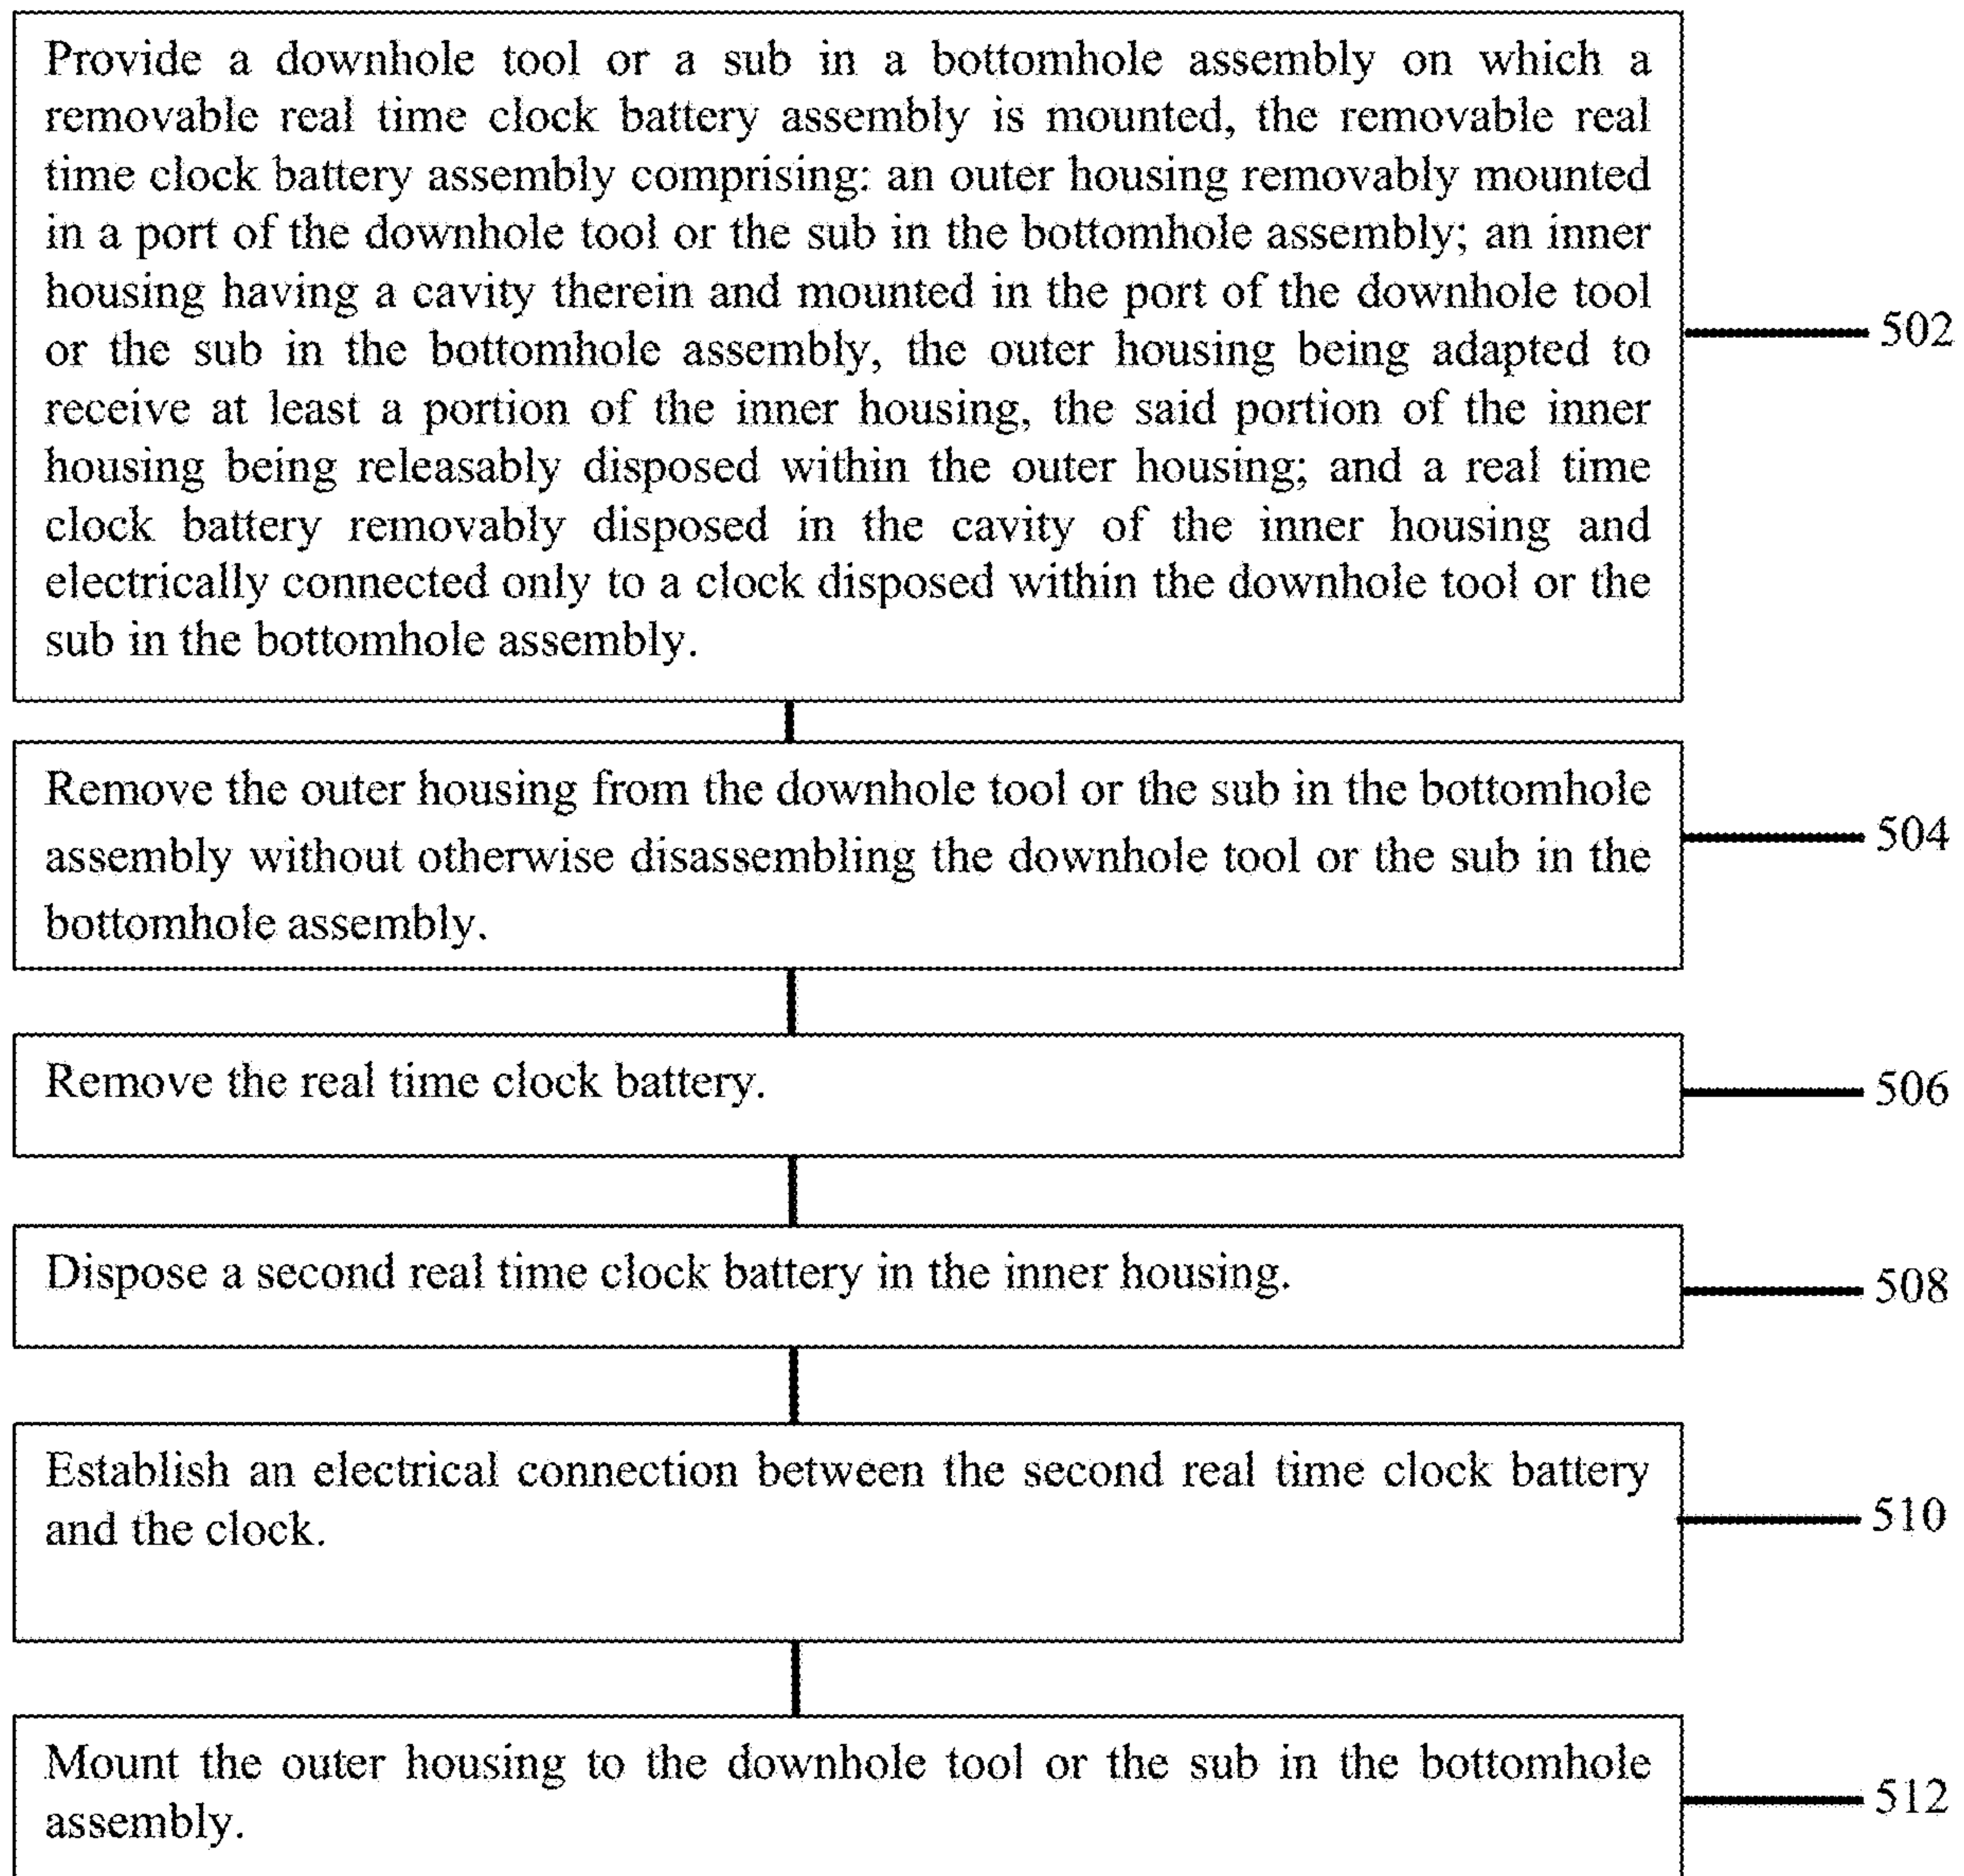 Provide a downhole tool or a sub in a bottomhole assembly on which a
removable real time clock battery assembly is mounted, the removable real
time clock battery assembly comprising: an outer housing removably mounted
in a port of the downhole tool or the sub in the bottomhole assembly; an inner
housing having a cavity therein and mounted in the port of the downhole tool
or the sub in the bottomhole assembly, the outer housing being adapted to
receive at least a portion of the inner housing, the said portion of the inner
housing being releasably disposed within the outer housing; and a real time
clock battery removably disposed in the cavity of the inner housing and
electrically connected only to a clock disposed within the downhole tool or the
sub in the bottomhole assembly.
502
Remove the outer housing from the downhole tool or the sub in the bottomhole
assembly without otherwise disassembling the downhole tool or the sub in the
bottomhole assembly.
504
Remove the real time clock battery.
506
Dispose a second real time clock battery in the inner housing.
508
Establish an electrical connection between the second real time clock battery
and the clock.
510
Mount the outer housing to the downhole tool or the sub in the bottomhole
assembly.
512